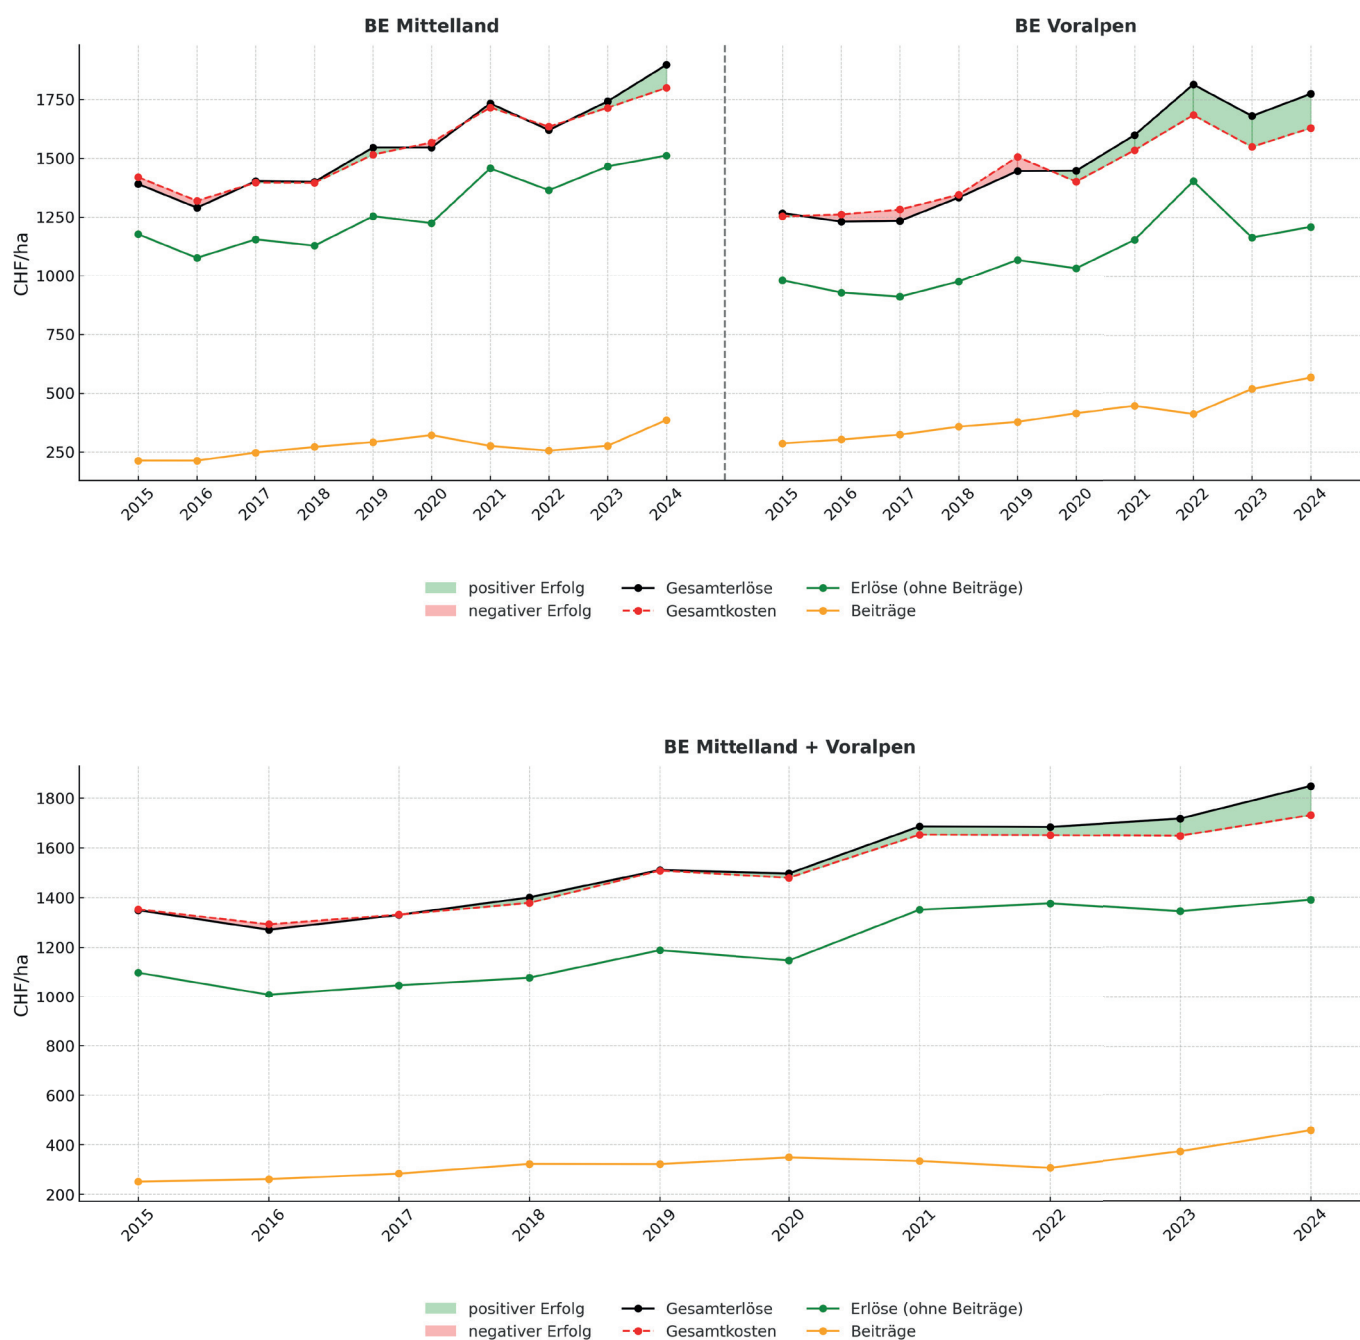 BE Mittelland
BE Voralpen
CHF/ha
1750
1500
1250
1000
750
500
250
2015 2016 2017 2018 2019 2020 2021 2022 2023 2024
2015 2016 2017 2018 2019 2020 2021 2022 2023 2024
positiver Erfolg Gesamterlöse Erlöse (ohne Beiträge)
negativer Erfolg Gesamtkosten Beiträge
BE Mittelland + Voralpen
CHF/ha
1800
1600
1400
1200
1000
800
600
400
200
2015 2016 2017 2018 2019 2020 2021 2022 2023 2024
positiver Erfolg Gesamterlöse Erlöse (ohne Beiträge)
negativer Erfolg Gesamtkosten Beiträge